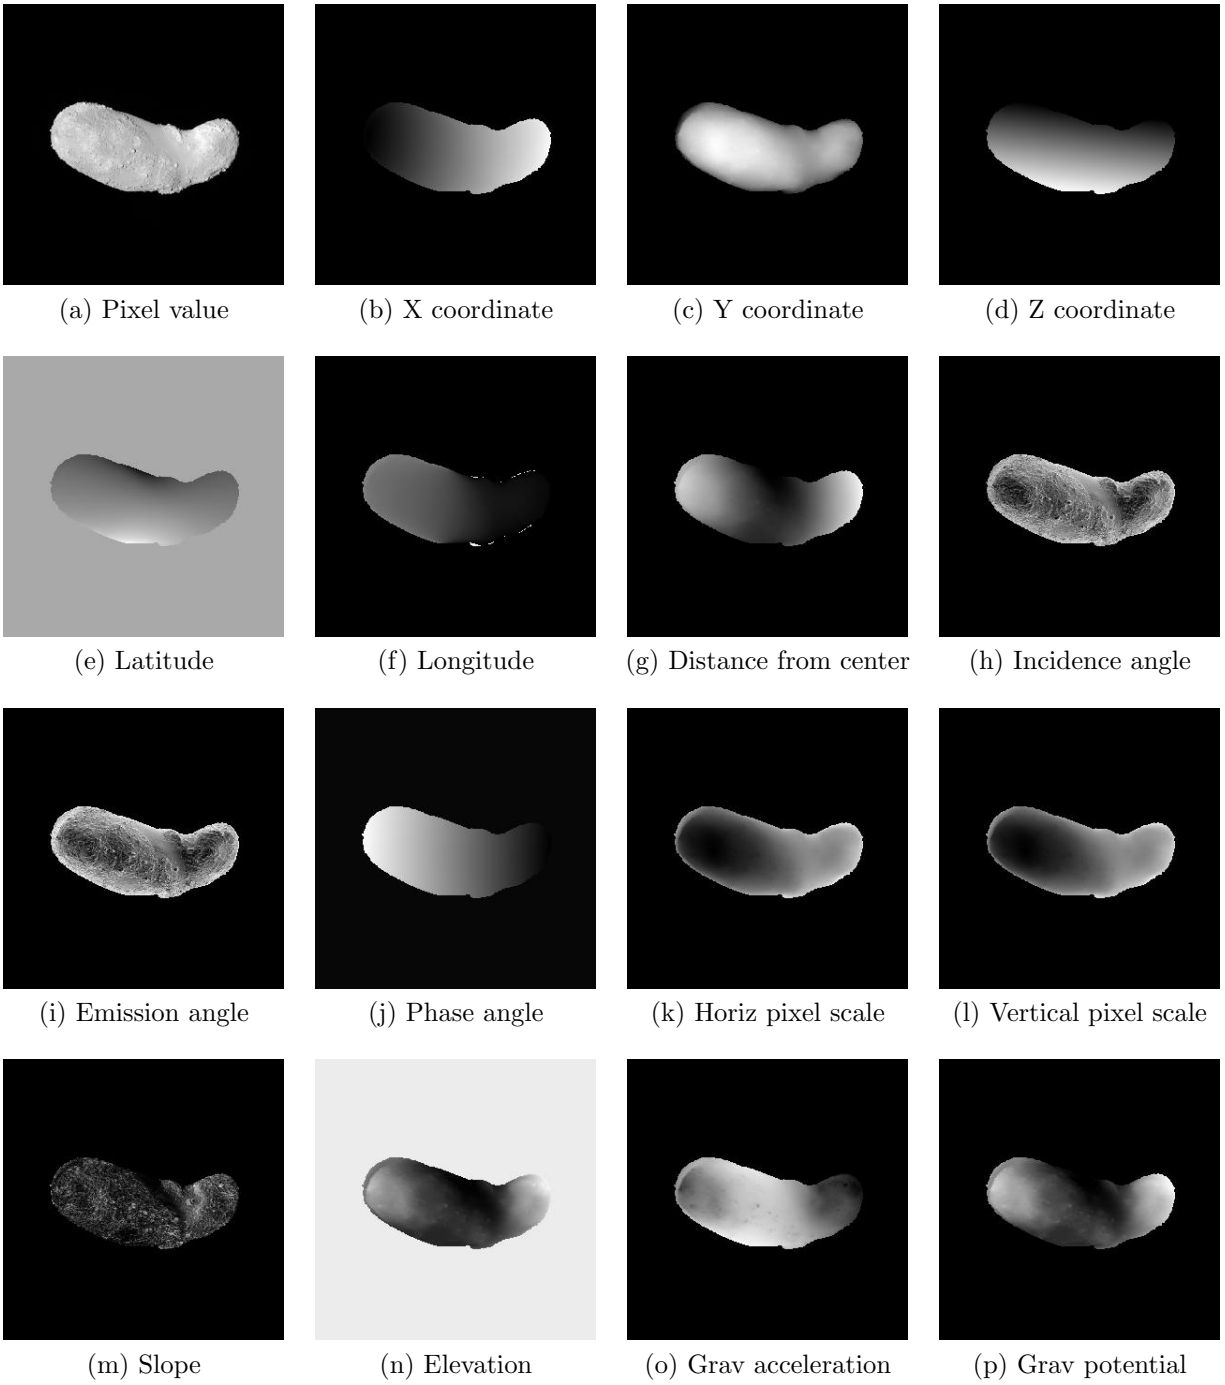 (a) Pixel value
(b) X coordinate
(c) Y coordinate
(d) Z coordinate
(e) Latitude
(f) Longitude
(g) Distance from center
(h) Incidence angle
(i) Emission angle
(j) Phase angle
(k) Horiz pixel scale
(l) Vertical pixel scale
(m) Slope
(n) Elevation
(o) Grav acceleration
(p) Grav potential